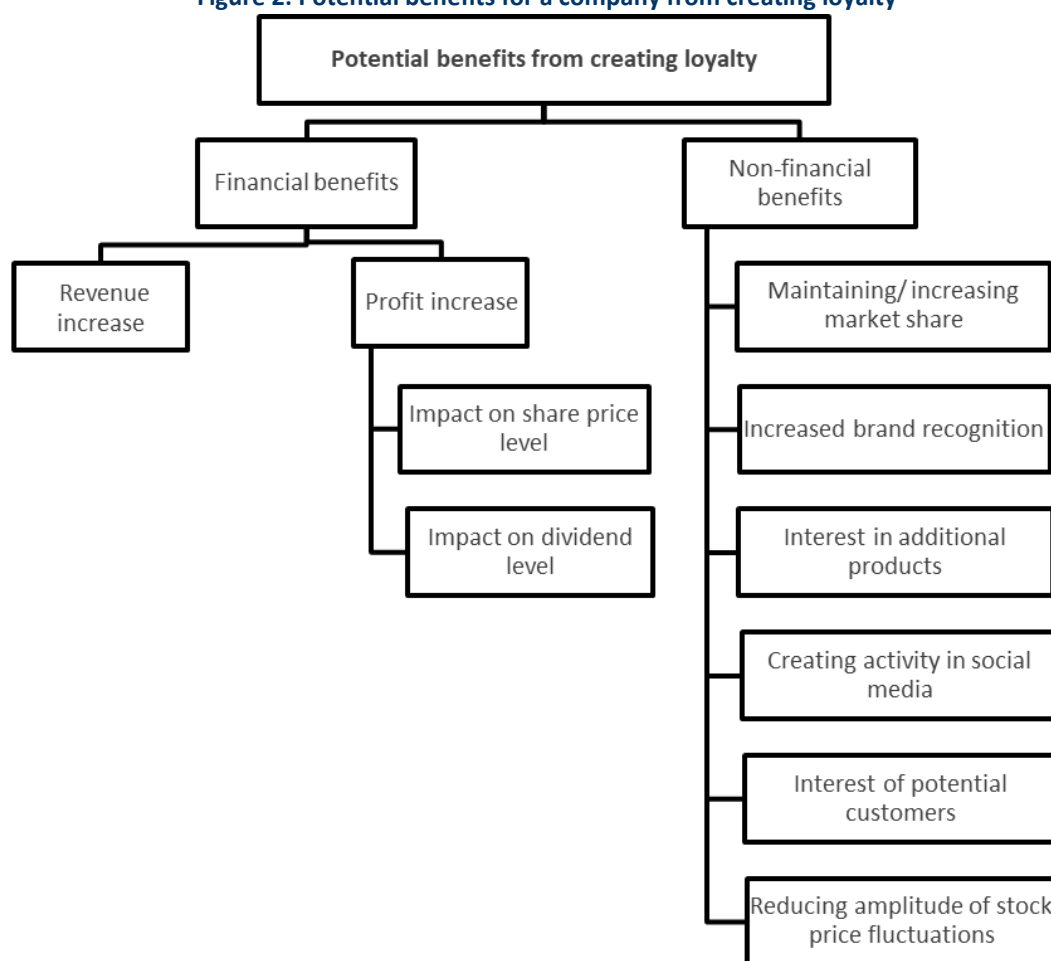 Figure 2. Potential benefits for a company from creating loyalty
Potential benefits from creating loyalty
Financial benefits
Non-financial
benefits
Revenue
increase
Profit increase
Impact on share price
level
Impact on dividend
level
Maintaining/ increasing
market share
Increased brand recognition
Interest in additional
products
Creating activity in social
media
Interest of potential
customers
Reducing amplitude of stock
price fluctuations